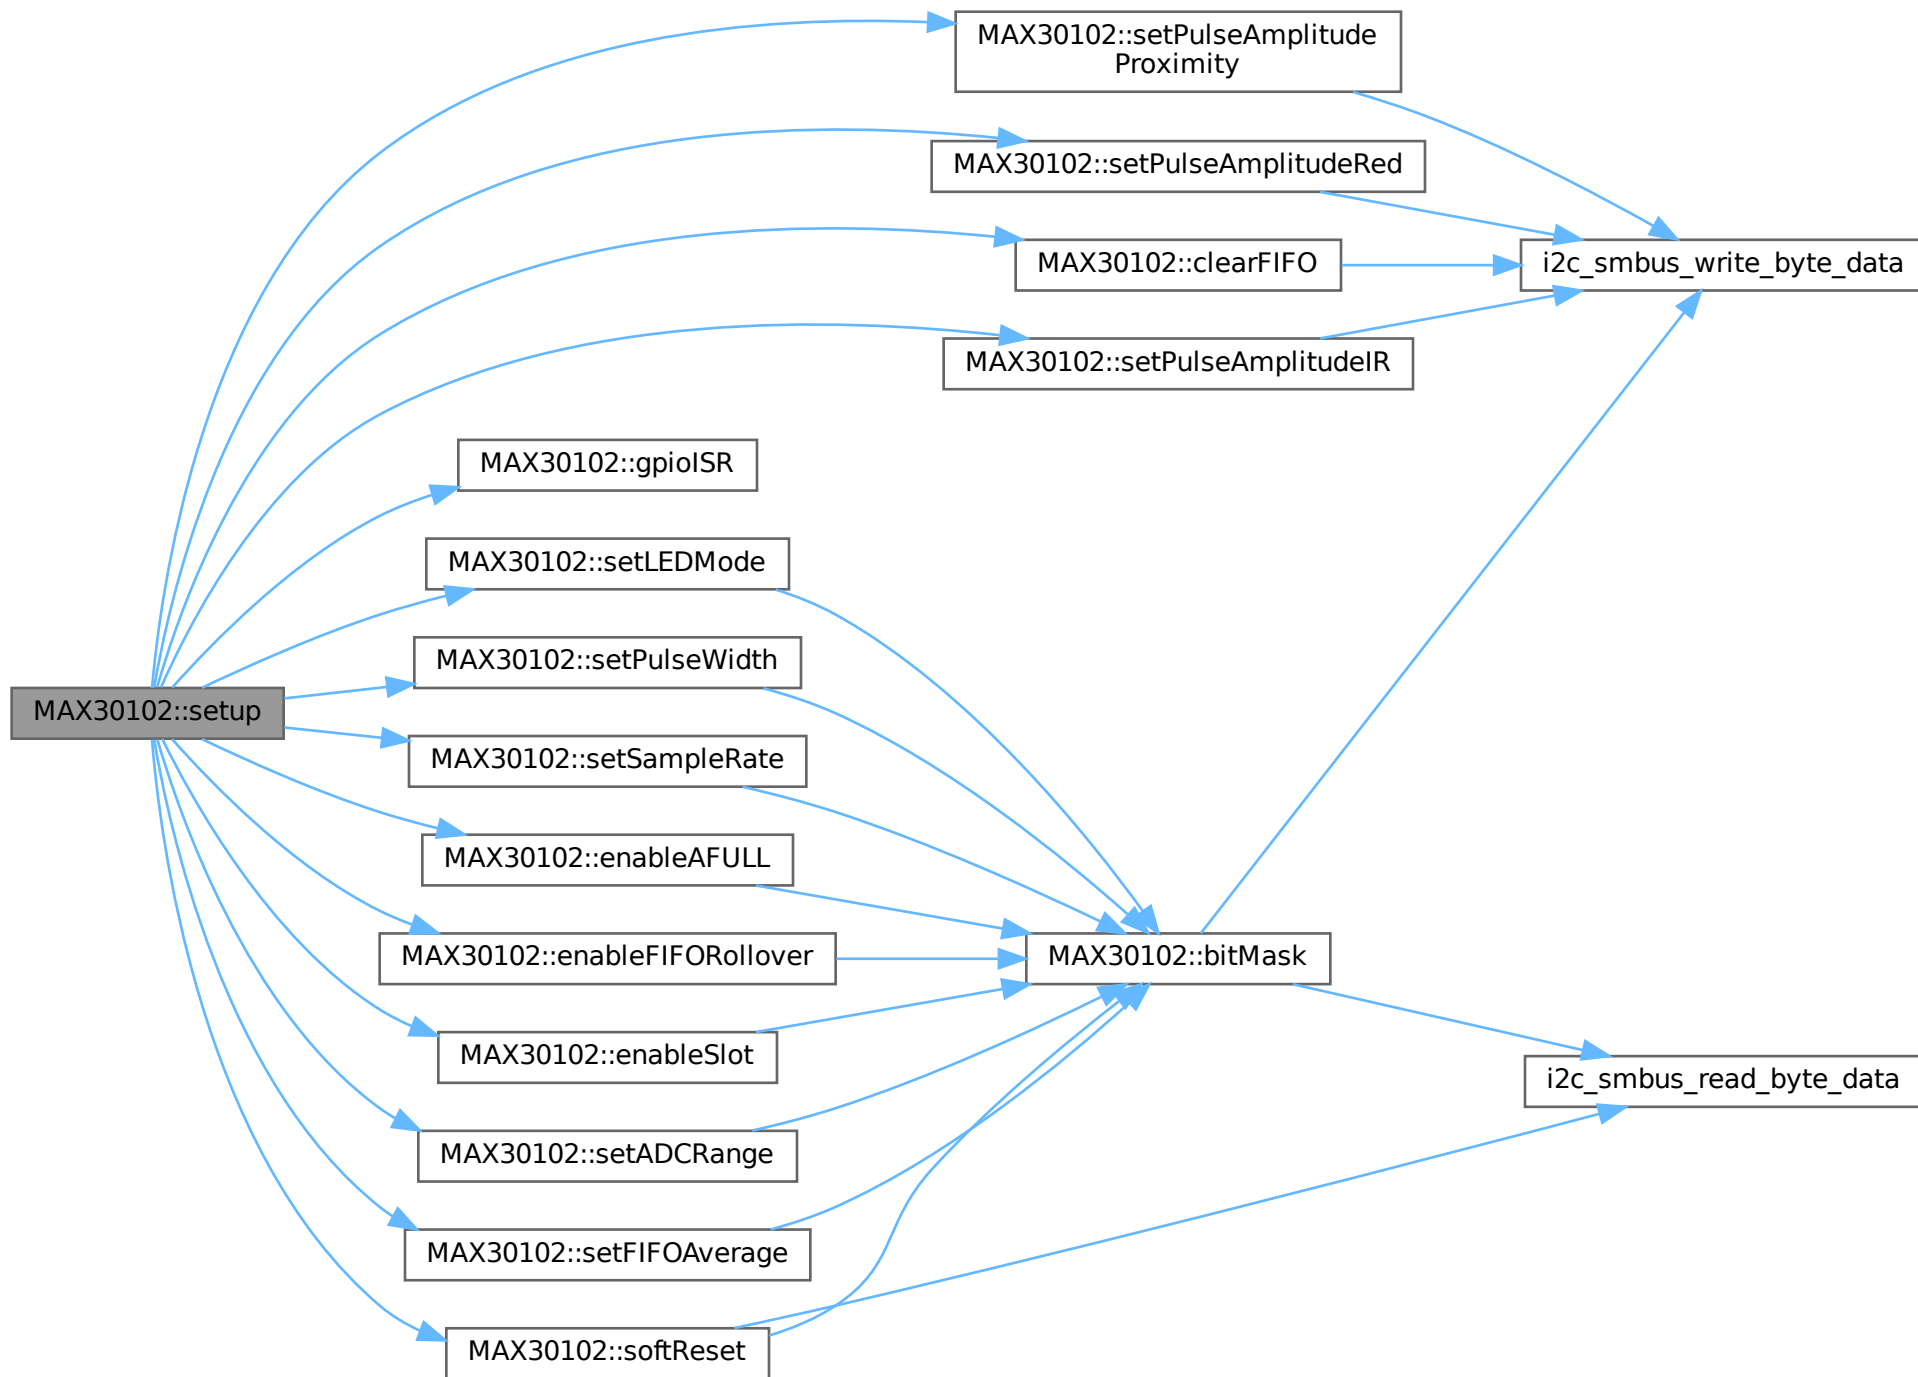 MAX30102::setPulseAmplitude
Proximity
MAX30102::setPulseAmplitudeRed
MAX30102::clearFIFO
i2c_smbus_write_byte_data
MAX30102::setPulseAmplitudeIR
MAX30102::gpioISR
MAX30102::setLEDMode
MAX30102::setPulseWidth
MAX30102::setup
MAX30102::setSampleRate
MAX30102::enableAFULL
MAX30102::enableFIFORollover
MAX30102::bitMask
MAX30102::enableSlot
i2c_smbus_read_byte_data
MAX30102::setADCRange
MAX30102::setFIFOAverage
MAX30102::softReset